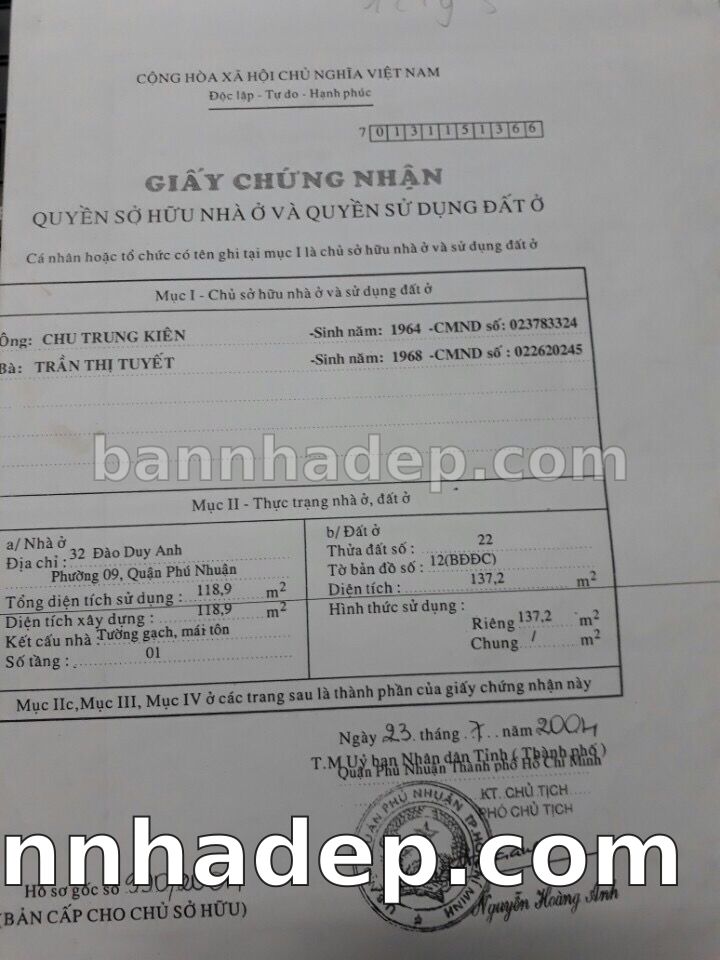 CỘNG HÒA XÃ HỘI CHỦ NGHĨA VIỆT NAM
Độc lập - Tự do - Hạnh phúc
7 0 1 3 1 1 5 1 3 6 6
GIẤY CHỨNG NHẬN
QUYỀN SỞ HỮU NHÀ Ở VÀ QUYỀN SỬ DỤNG ĐẤT Ở
Cá nhân hoặc tổ chức có tên ghi tại mục I là chủ sở hữu nhà ở và sử dụng đất ở
Mục I - Chủ sở hữu nhà ở và sử dụng đất ở
Ông: CHU TRUNG KIÊN -Sinh năm: 1964 -CMND số: 023783324
Bà: TRẦN THỊ TUYẾT -Sinh năm: 1968 -CMND số : 022620245
bannhadep.com
Mục II - Thực trạng nhà ở, đất ở
a/ Nhà ở
Địa chỉ : 32 Đào Duy Anh
Phường 09, Quận Phú Nhuận
Tổng diện tích sử dụng : 118,9 m2
Diện tích xây dựng : 118,9 m2
Kết cấu nhà : Tường gạch, mái tôn
Số tầng : 01
b/ Đất ở
Thửa đất số : 22
Tờ bản đồ số : 12(BĐĐC)
Diện tích : 137,2 m2
Hình thức sử dụng :
Riêng 137,2 m2
Chung / m2
Mục IIc, Mục III, Mục IV ở các trang sau là thành phần của giấy chứng nhận này
Ngày 23 tháng 7 năm 2004
T.M Uỷ ban Nhân dân Tỉnh ( Thành phố )
Quận Phú Nhuận Thành phố Hồ Chí Minh
KT. CHỦ TỊCH
PHÓ CHỦ TỊCH
nnhadep.com
Hồ sơ gốc số
(BẢN CẤP CHO CHỦ SỞ HỮU)
Nguyễn Hoàng Anh